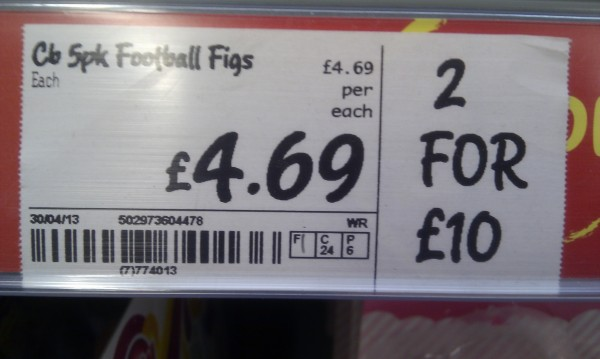 Cb 5pk Football Figs
Each
£4.69
per
each
£4.69
30/04/13 502973604478 WR
F C P
24 6
(7)774013
2
FOR
£10